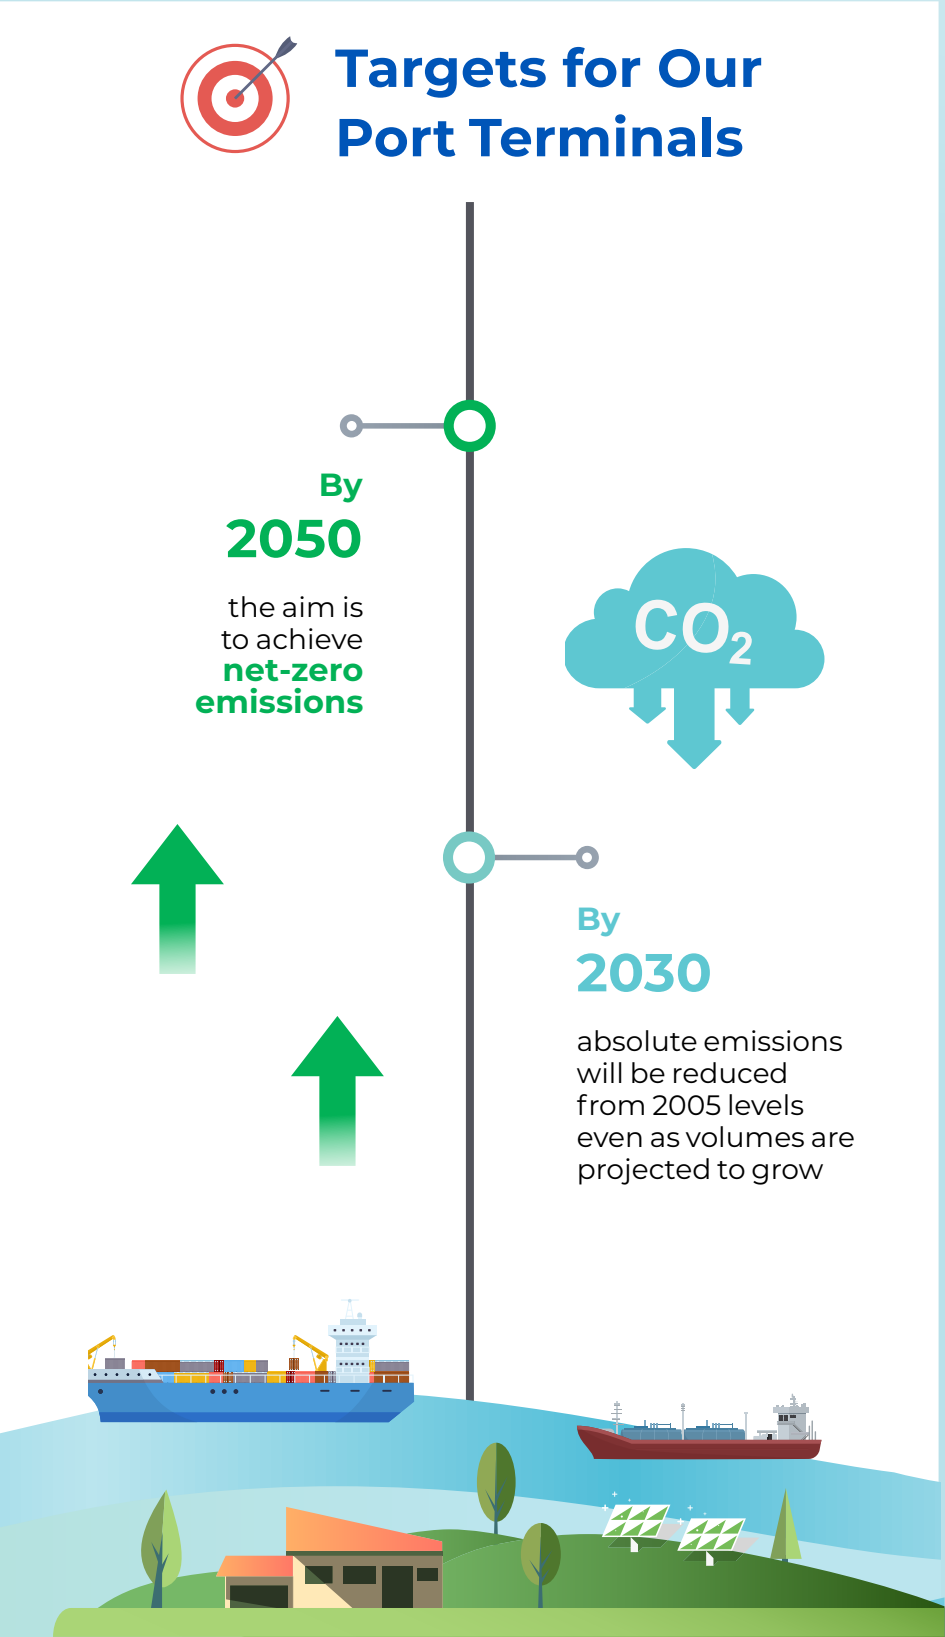 Targets for Our
Port Terminals
By
2050
the aim is
to achieve
net-zero
emissions
CO₂
By
2030
absolute emissions
will be reduced
from 2005 levels
even as volumes are
projected to grow